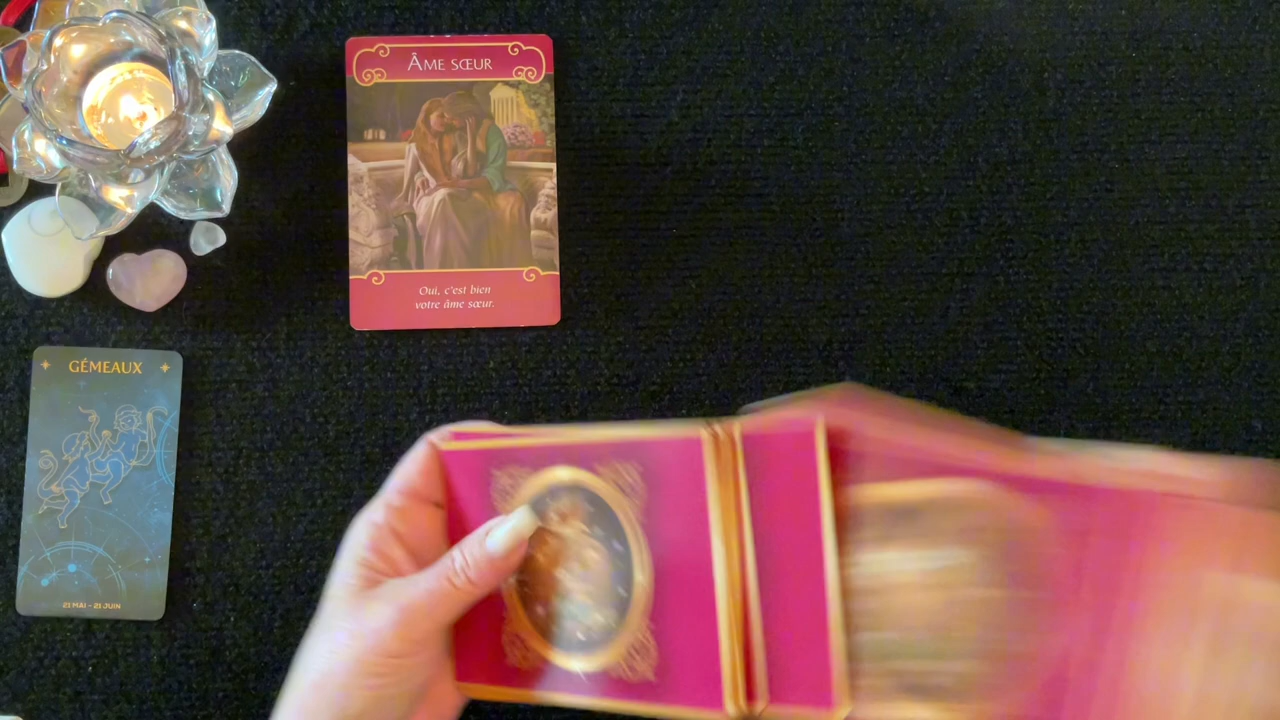 ÂME SŒUR
Oui, c'est bien
votre âme sœur.
GÉMEAUX
21 MAI - 21 JUIN